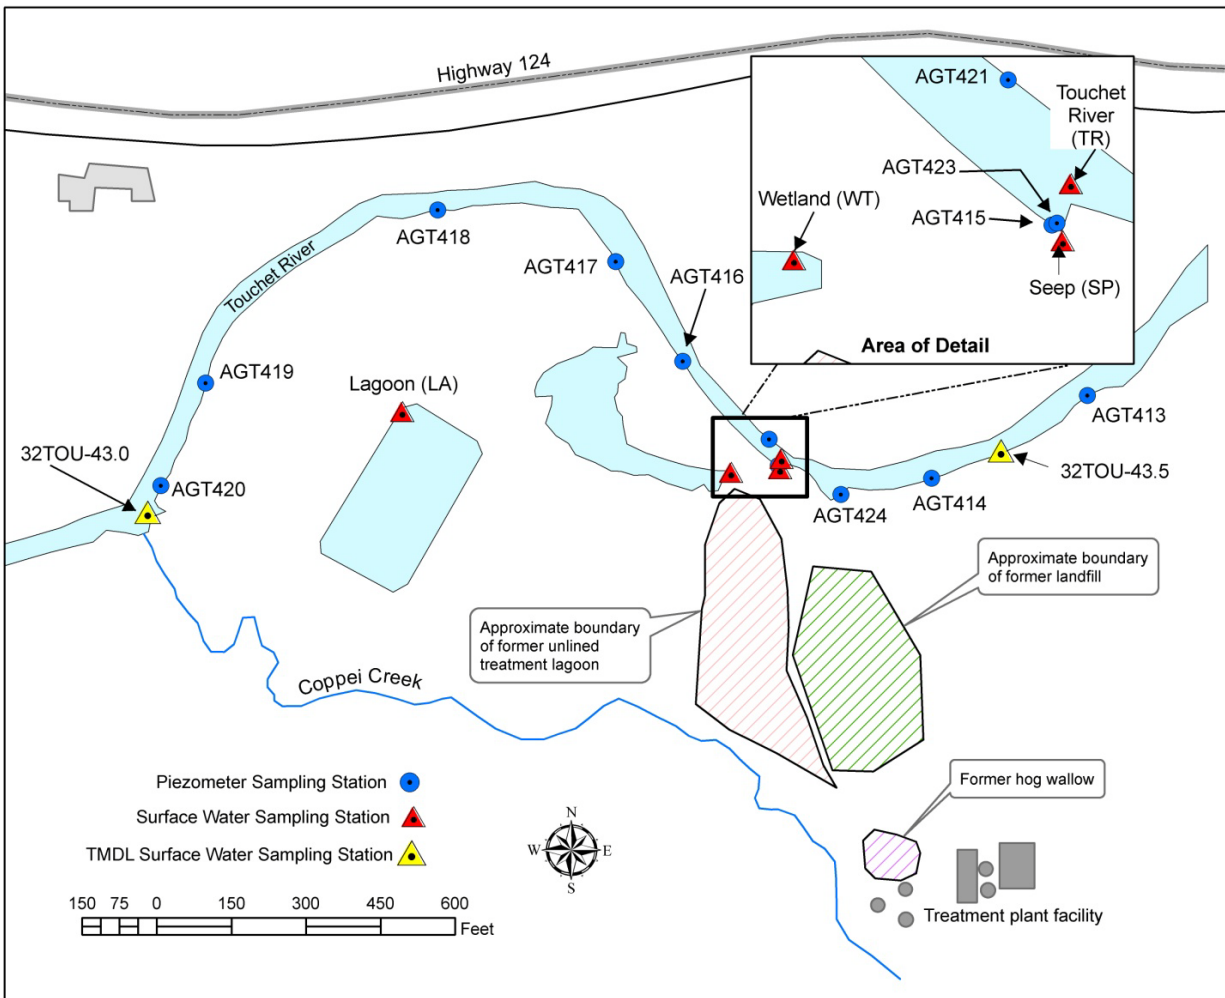 Highway 124
AGT421
Touchet
River
(TR)
AGT423
Wetland (WT)
AGT415
Seep (SP)
Area of Detail
AGT418
AGT417
AGT416
Touchet River
AGT419
Lagoon (LA)
AGT413
32TOU-43.0
AGT420
32TOU-43.5
AGT414
AGT424
Approximate boundary
of former landfill
Approximate boundary
of former unlined
treatment lagoon
Coppei Creek
Former hog wallow
Piezometer Sampling Station
Surface Water Sampling Station
TMDL Surface Water Sampling Station
N
W
E
S
150 75 0 150 300 450 600
Feet
Treatment plant facility